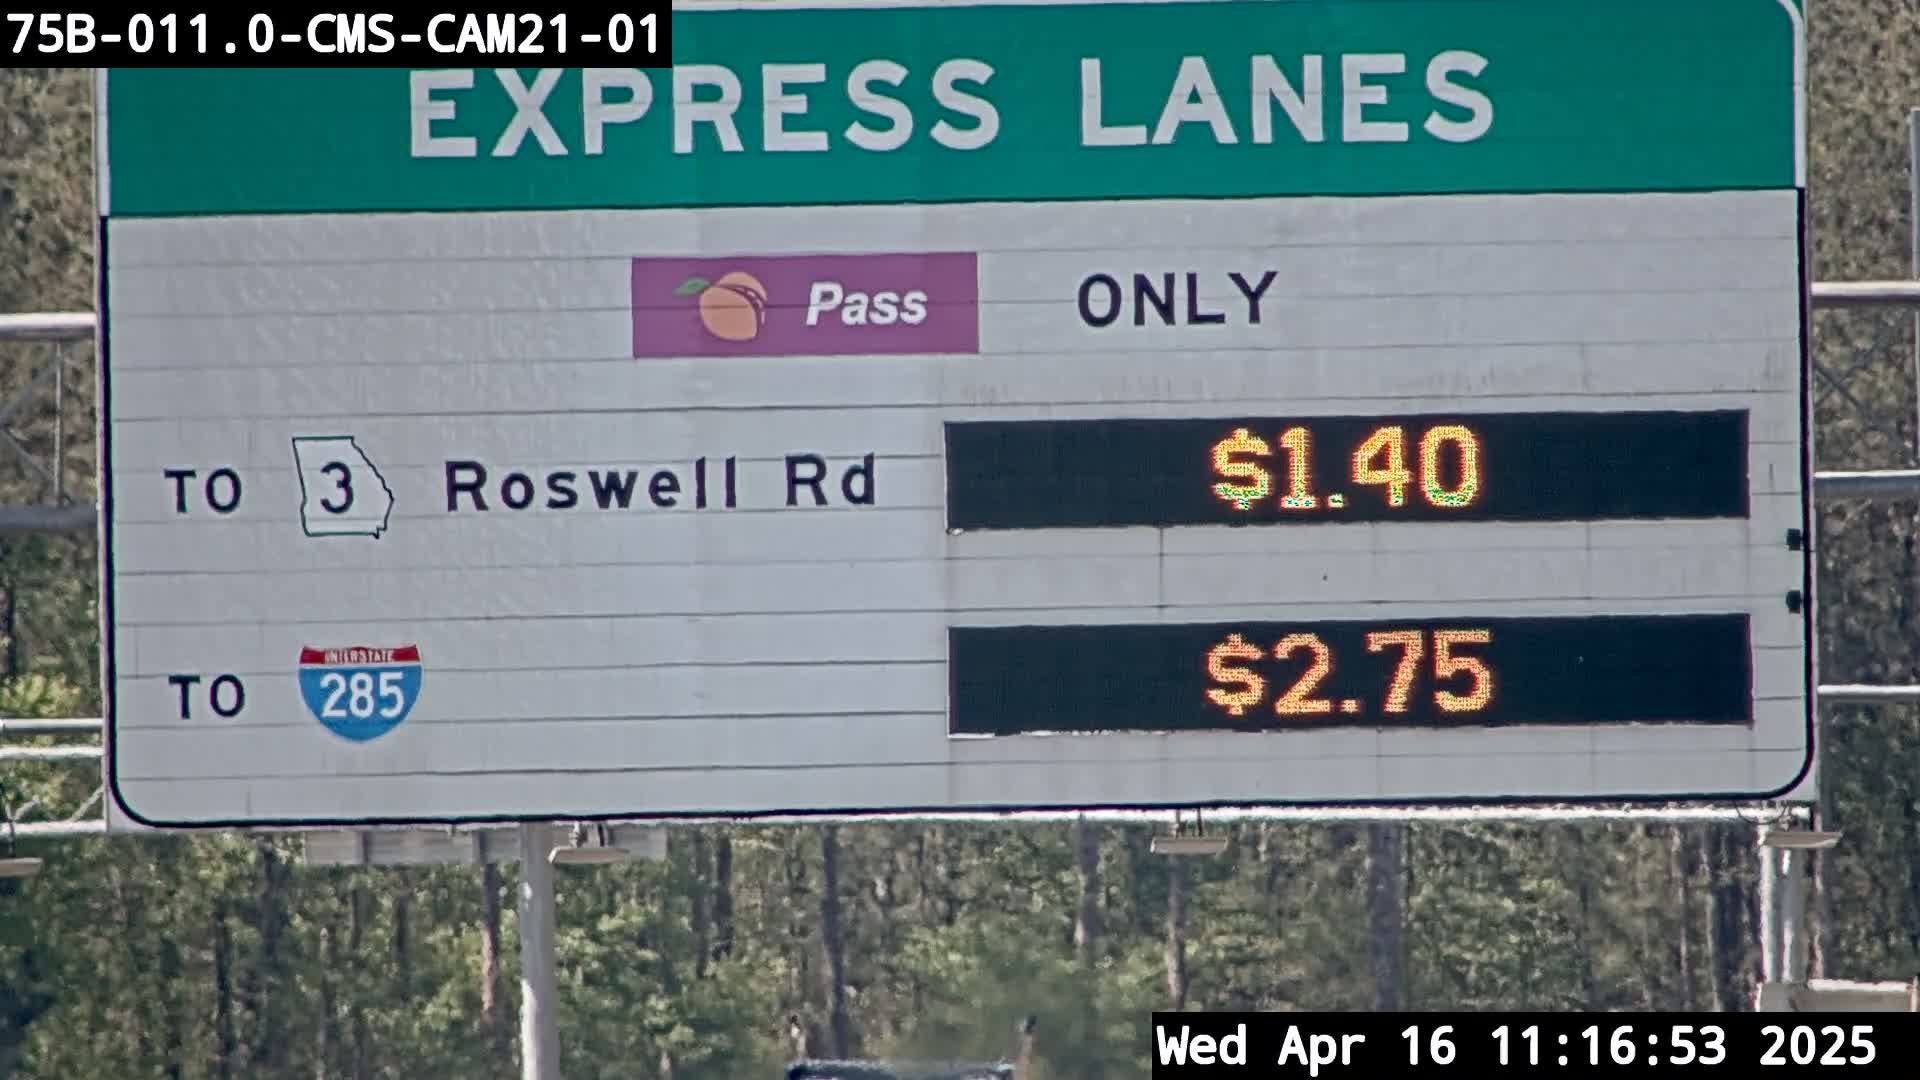 75B-011.0-CMS-CAM21-01
EXPRESS LANES
Pass ONLY
TO 3 Roswell Rd $1.40
TO INTERSTATE 285 $2.75
Wed Apr 16 11:16:53 2025